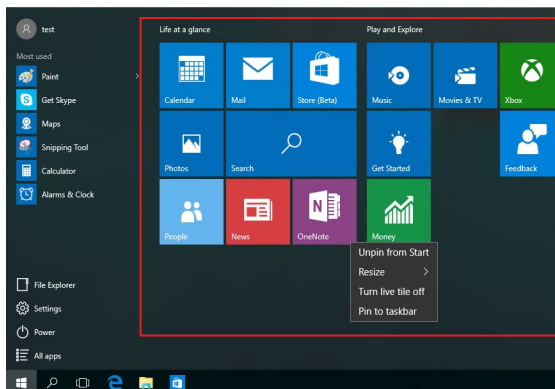 test
Most used
Paint
Get Skype
Maps
Snipping Tool
Calculator
Alarms & Clock
File Explorer
Settings
Power
All apps
Life at a glance
Calendar
Mail
Store (Beta)
Photos
Search
People
News
OneNote
Play and Explore
Music
Movies & TV
Xbox
Get Started
Feedback
Money
Unpin from Start
Resize
Turn live tile off
Pin to taskbar